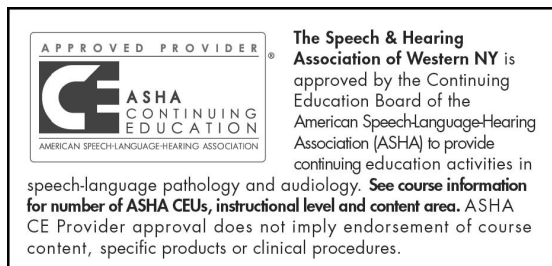 APPROVED PROVIDER
®
CE
ASHA
CONTINUING
EDUCATION
AMERICAN SPEECH-LANGUAGE-HEARING ASSOCIATION
The Speech & Hearing
Association of Western NY is
approved by the Continuing
Education Board of the
American Speech-Language-Hearing
Association (ASHA) to provide
continuing education activities in
speech-language pathology and audiology. See course information
for number of ASHA CEUs, instructional level and content area. ASHA
CE Provider approval does not imply endorsement of course
content, specific products or clinical procedures.